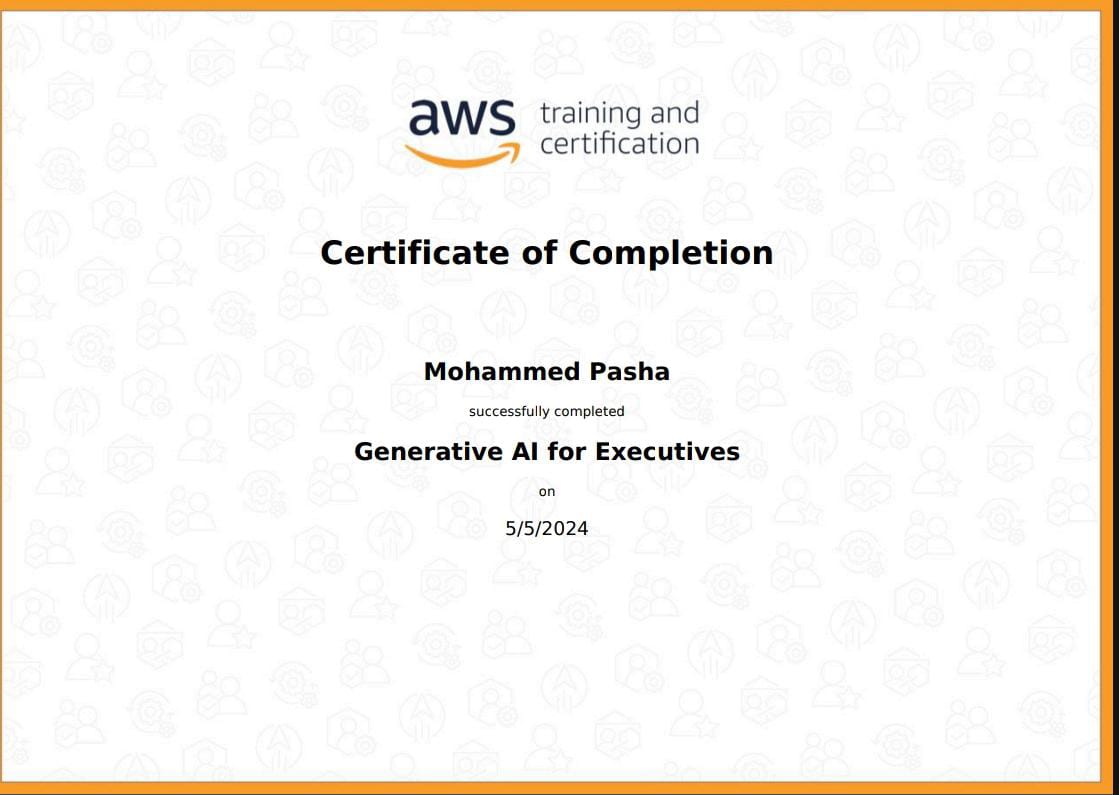 aws training and
certification
Certificate of Completion
Mohammed Pasha
successfully completed
Generative AI for Executives
on
5/5/2024